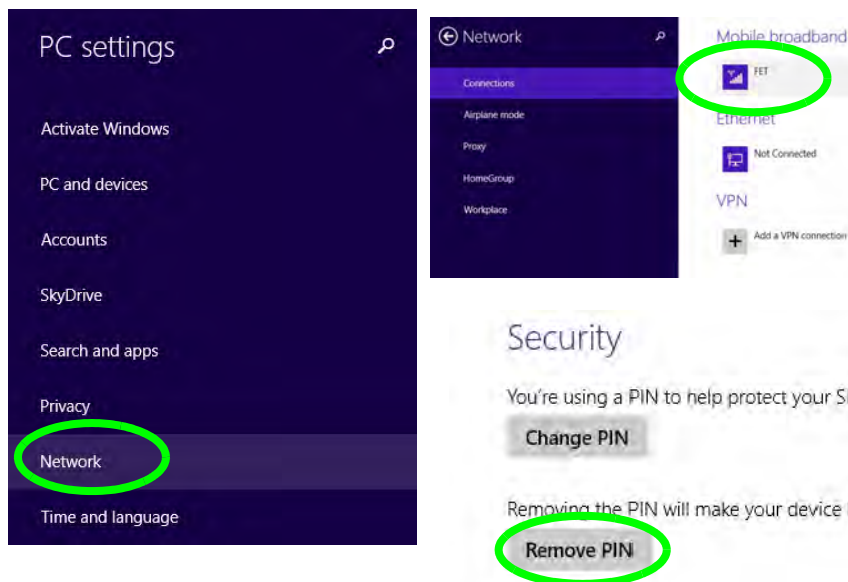 PC settings
Activate Windows
PC and devices
Accounts
SkyDrive
Search and apps
Privacy
Network
Time and language
Network
Connections
Airplane mode
Proxy
HomeGroup
Workplace
Mobile broadband
FET
Ethernet
Not Connected
VPN
Add a VPN connection
Security
You're using a PIN to help protect your
Change PIN
Removing the PIN will make your device
Remove PIN